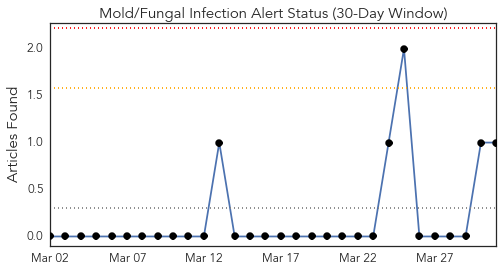 Mold/Fungal Infection Alert Status (30-Day Window)
Articles Found
2.0
1.5
1.0
0.5
0.0
Mar 02 Mar 07 Mar 12 Mar 17 Mar 22 Mar 27